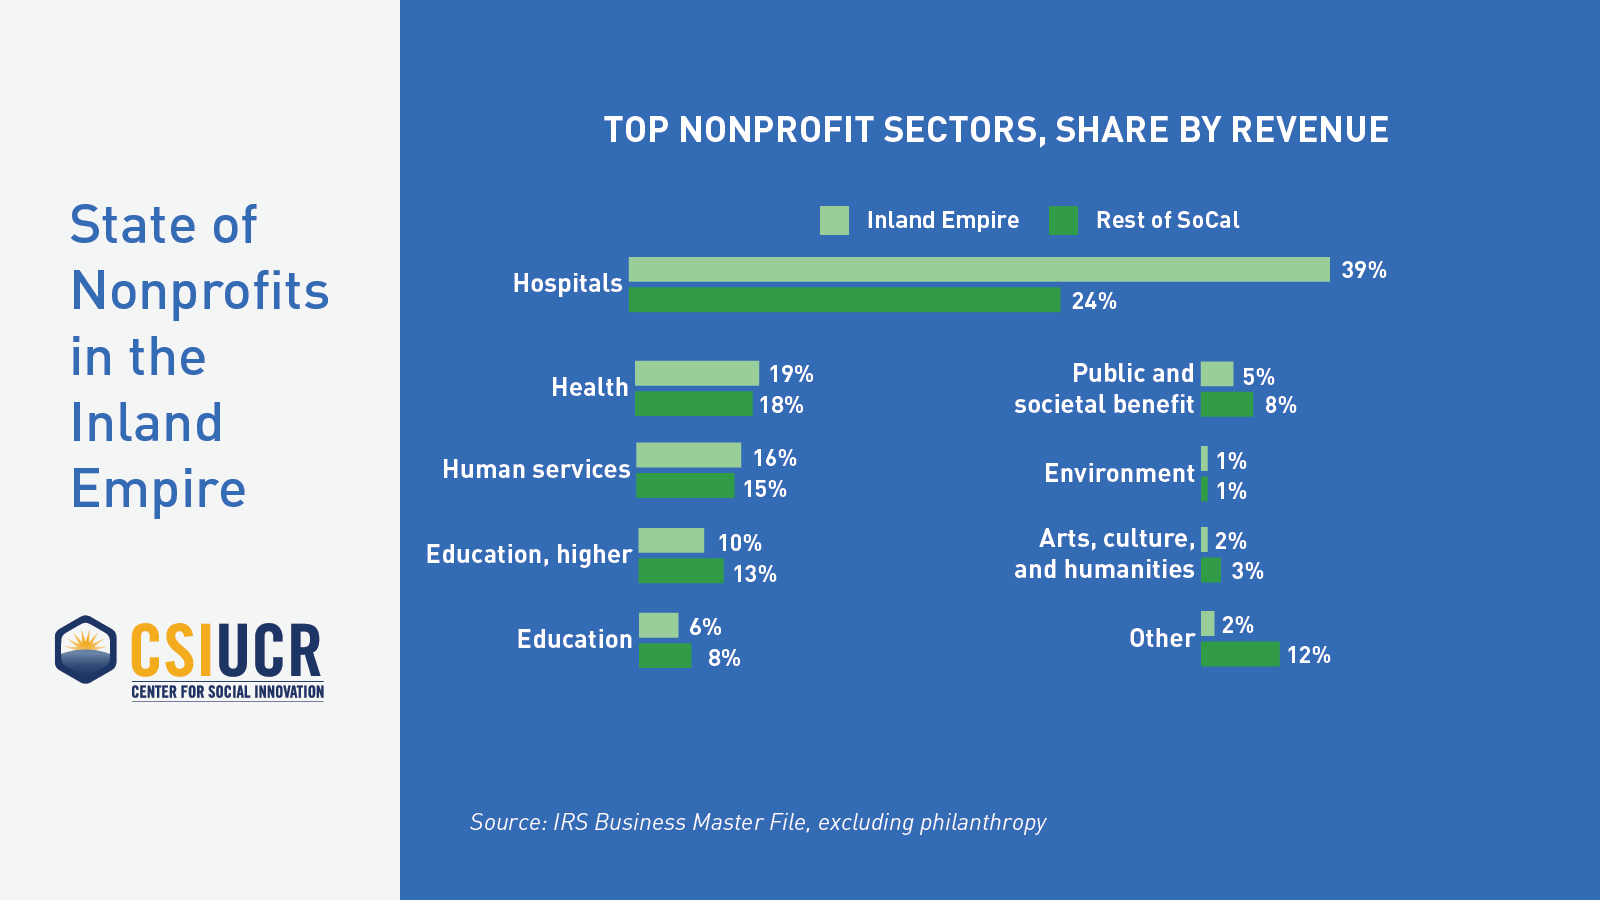 State of
Nonprofits
in the
Inland
Empire
CSIUCR
CENTER FOR SOCIAL INNOVATION
TOP NONPROFIT SECTORS, SHARE BY REVENUE
Inland Empire Rest of SoCal
Hospitals
39%
24%
Health
19%
18%
Human services
16%
15%
Education, higher
10%
13%
Education
6%
8%
Public and
societal benefit
5%
8%
Environment
1%
1%
Arts, culture,
and humanities
2%
3%
Other
2%
12%
Source: IRS Business Master File, excluding philanthropy